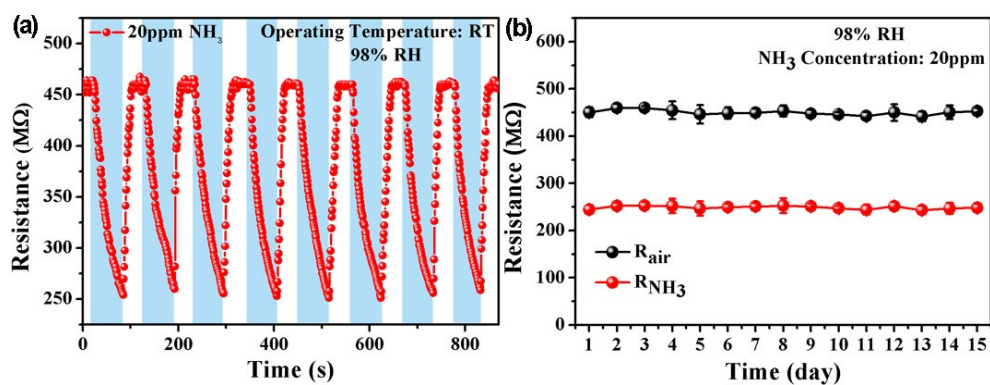 (a)
20ppm NH3
Operating Temperature: RT
98% RH
Resistance (MΩ)
500
450
400
350
300
250
0
200
400
600
800
Time (s)
(b)
98% RH
NH3 Concentration: 20ppm
Resistance (MΩ)
600
500
400
300
200
100
0
Rair
RNH3
1 2 3 4 5 6 7 8 9 10 11 12 13 14 15
Time (day)